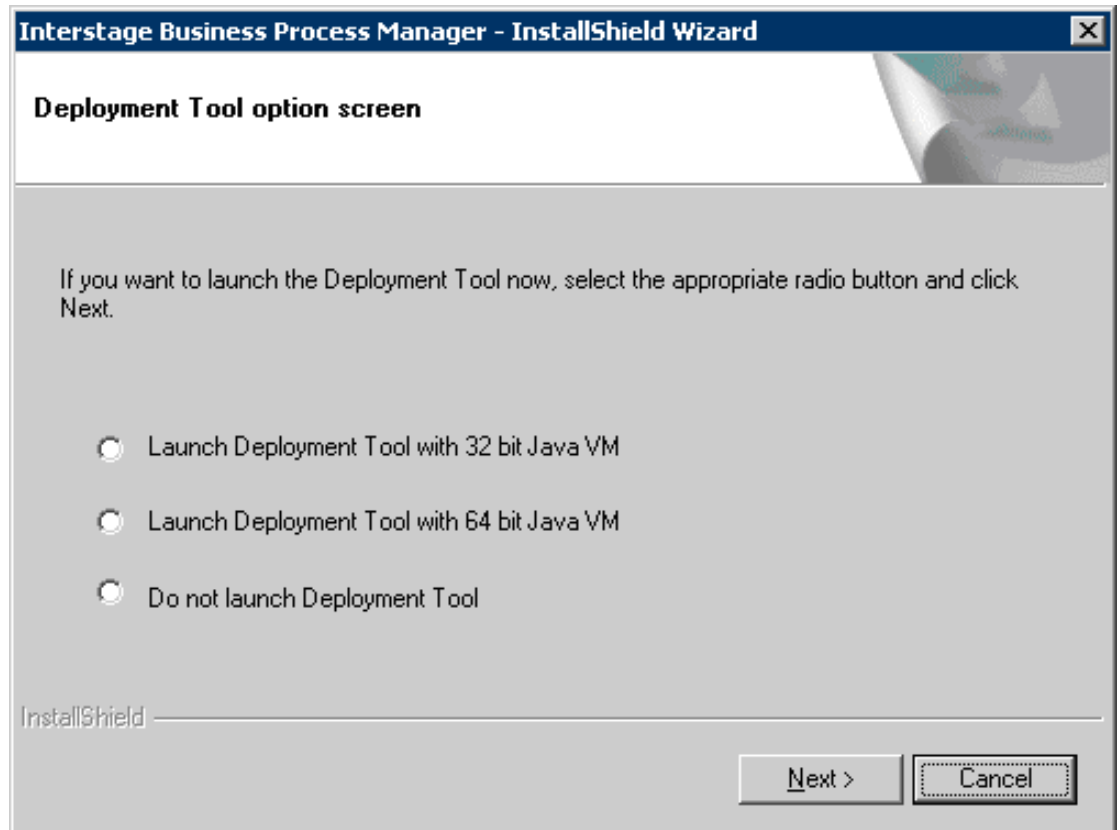 Interstage Business Process Manager - InstallShield Wizard
Deployment Tool option screen
If you want to launch the Deployment Tool now, select the appropriate radio button and click
Next.
Launch Deployment Tool with 32 bit Java VM
Launch Deployment Tool with 64 bit Java VM
Do not launch Deployment Tool
InstallShield
Next > Cancel